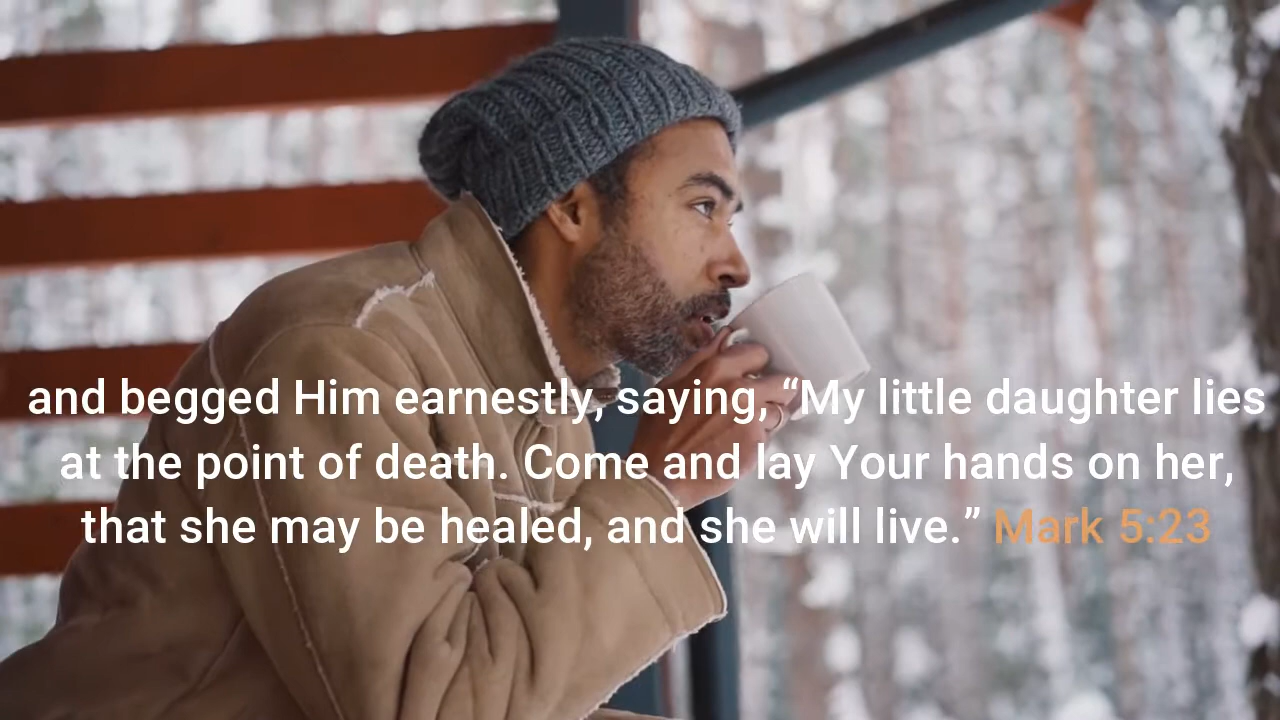 and begged Him earnestly, saying, “My little daughter lies
at the point of death. Come and lay Your hands on her,
that she may be healed, and she will live.” Mark 5:23